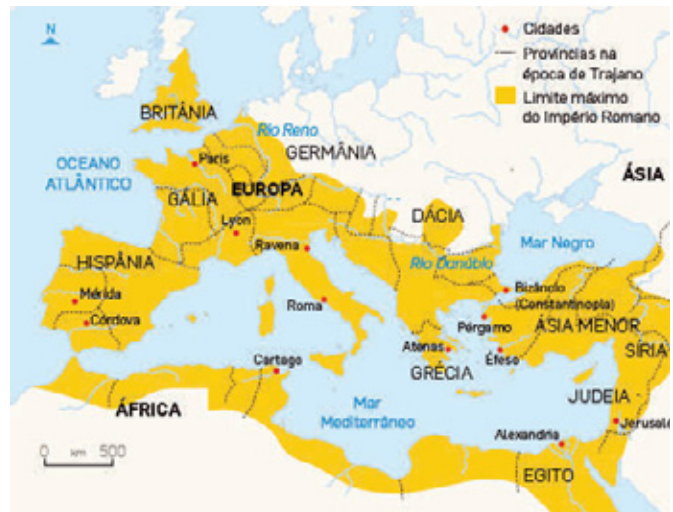 N
Cidades
Províncias na
época de Trajano
Limite máximo
do Império Romano
BRITÂNIA
Rio Reno
GERMÂNIA
OCEANO
ATLÂNTICO
Paris
EUROPA
ÁSIA
GÁLIA
DÁCIA
Lyon
Ravena
Mar Negro
HISPÂNIA
Rio Danúbio
Mérida
Roma
Bizâncio
(Constantinopla)
Córdova
Pérgamo
ÁSIA MENOR
Atenas
Éfeso
SÍRIA
Cartago
GRÉCIA
JUDEIA
ÁFRICA
Mar
Mediterrâneo
Jerusalé
Alexandria
0 km 500
EGITO